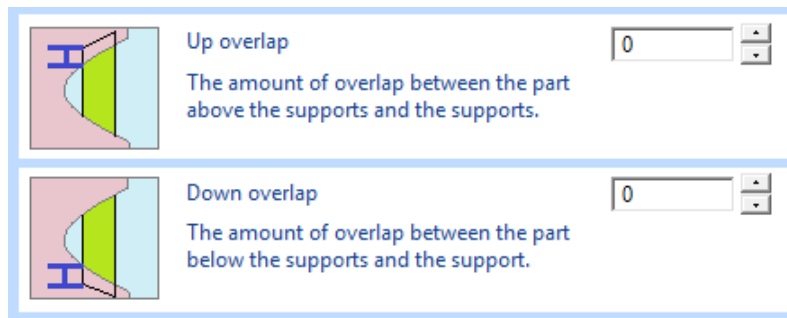 Up overlap
0
The amount of overlap between the part
above the supports and the supports.
Down overlap
0
The amount of overlap between the part
below the supports and the support.